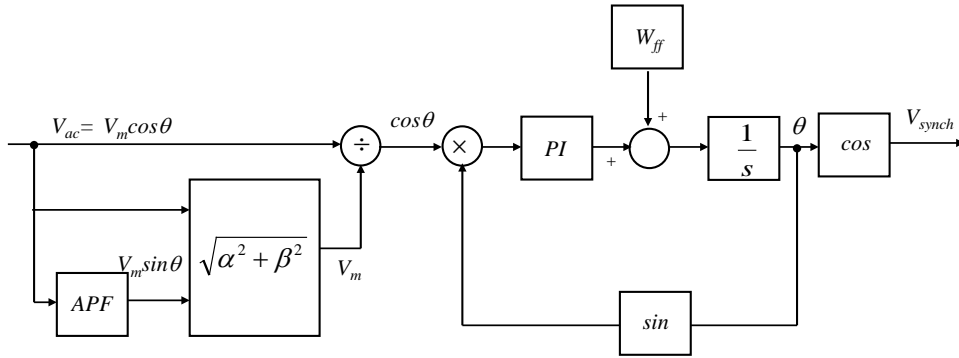 W_ff
+
V_ac= V_m cosθ
cosθ
÷
×
PI
+
1/s
θ
cos
V_synch
√(α² + β²)
V_m
V_m sinθ
APF
sin